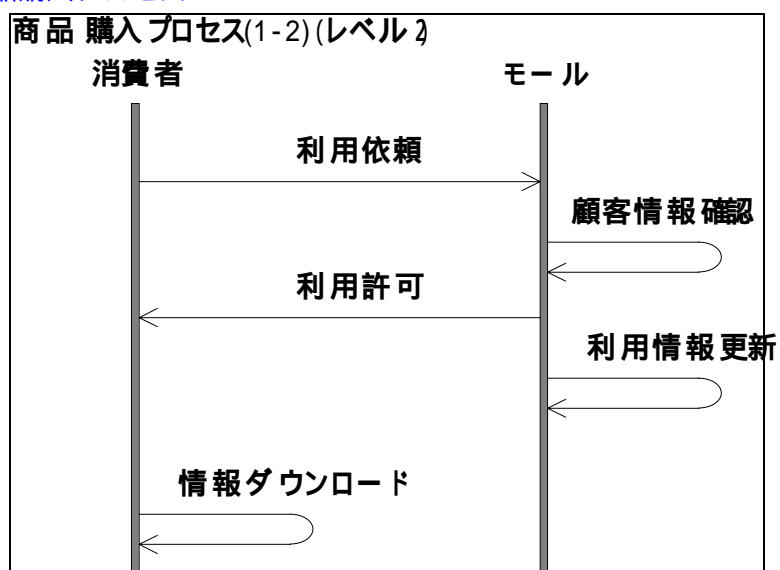 商品購入プロセス(1-2)(レベル2)
消費者
モール
利用依頼
顧客情報確認
利用許可
利用情報更新
情報ダウンロード